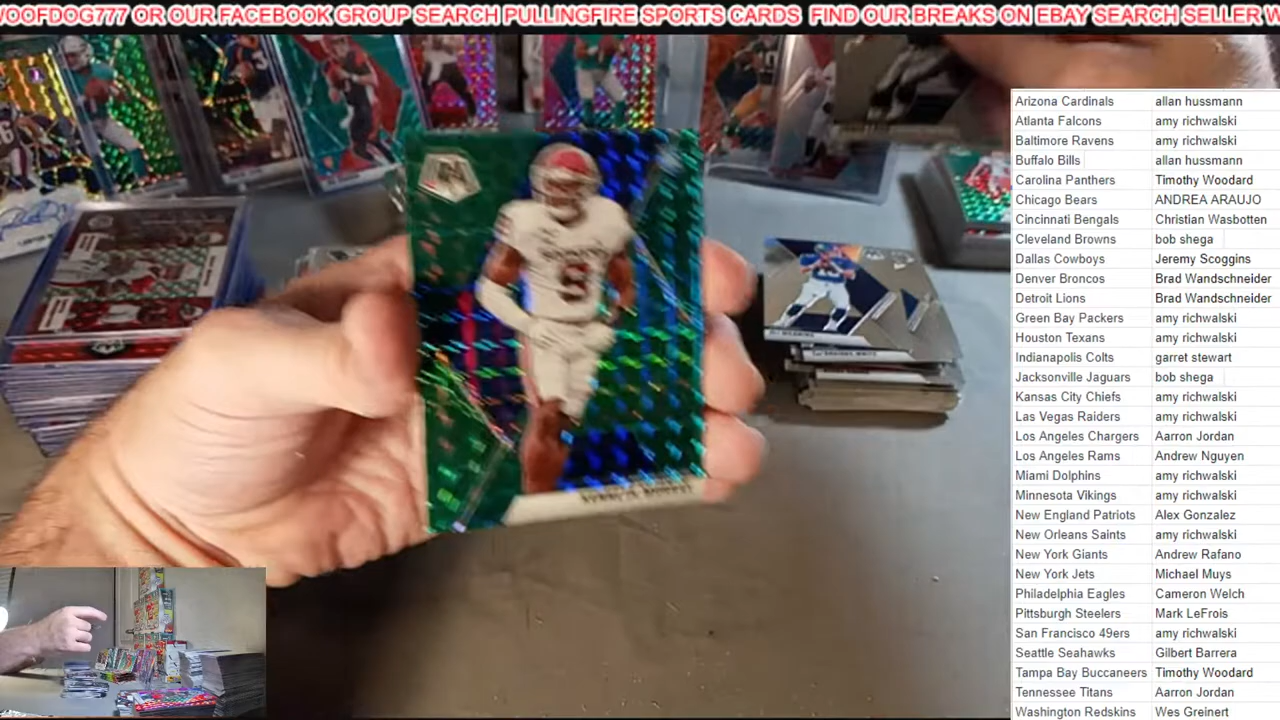 VOOFDOG777 OR OUR FACEBOOK GROUP SEARCH PULLINGFIRE SPORTS CARDS  FIND OUR BREAKS ON EBAY SEARCH SELLER W
Arizona Cardinals allan hussmann
Atlanta Falcons amy richwalski
Baltimore Ravens amy richwalski
Buffalo Bills allan hussmann
Carolina Panthers Timothy Woodard
Chicago Bears ANDREA ARAUJO
Cincinnati Bengals Christian Wasbotten
Cleveland Browns bob shega
Dallas Cowboys Jeremy Scoggins
Denver Broncos Brad Wandschneider
Detroit Lions Brad Wandschneider
Green Bay Packers amy richwalski
Houston Texans amy richwalski
Indianapolis Colts garret stewart
Jacksonville Jaguars bob shega
Kansas City Chiefs amy richwalski
Las Vegas Raiders amy richwalski
Los Angeles Chargers Aarron Jordan
Los Angeles Rams Andrew Nguyen
Miami Dolphins amy richwalski
Minnesota Vikings amy richwalski
New England Patriots Alex Gonzalez
New Orleans Saints amy richwalski
New York Giants Andrew Rafano
New York Jets Michael Muys
Philadelphia Eagles Cameron Welch
Pittsburgh Steelers Mark LeFrois
San Francisco 49ers amy richwalski
Seattle Seahawks Gilbert Barrera
Tampa Bay Buccaneers Timothy Woodard
Tennessee Titans Aarron Jordan
Washington Redskins Wes Greinert
9